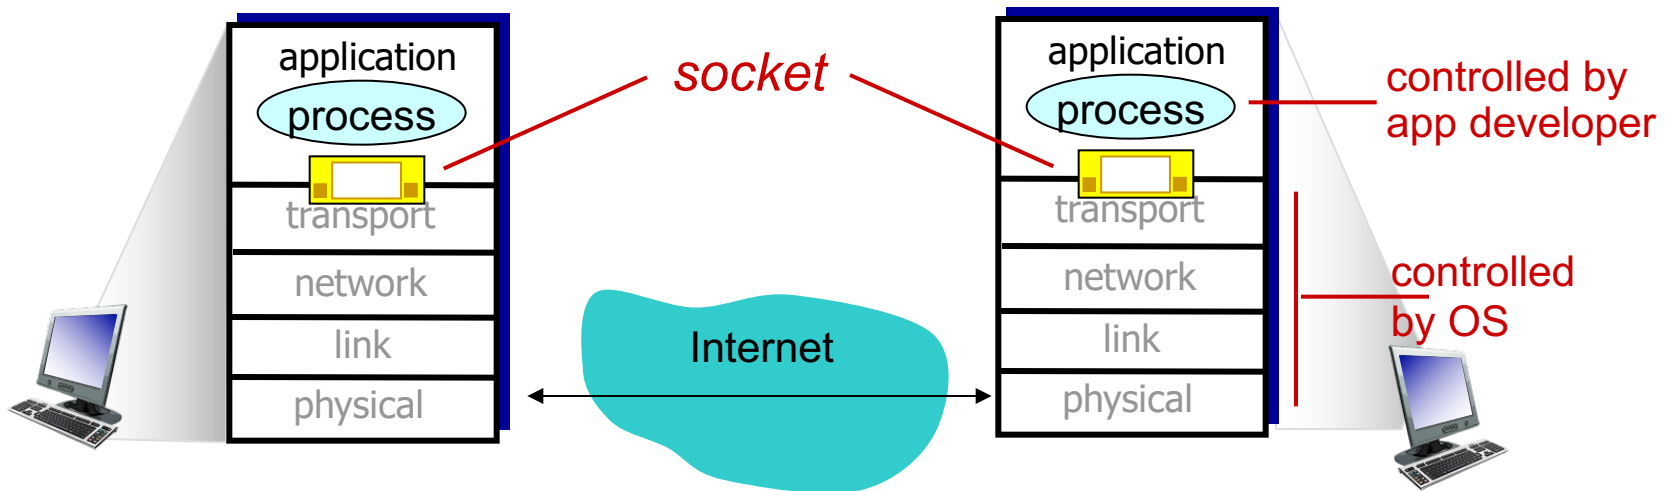 application
process
transport
network
link
physical
socket
Internet
application
process
transport
network
link
physical
controlled by
app developer
controlled
by OS